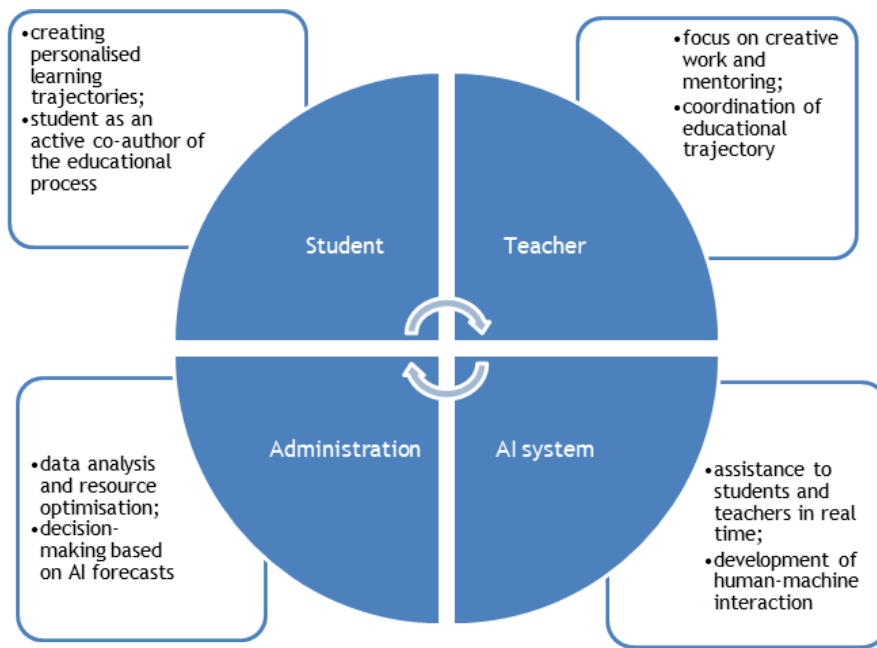 •creating
personalised
learning
trajectories;
•student as an
active co-author of
the educational
process
•focus on creative
work and
mentoring;
•coordination of
educational
trajectory
Student
Teacher
Administration
AI system
•data analysis
and resource
optimisation;
•decision-
making based
on AI forecasts
•assistance to
students and
teachers in real
time;
•development of
human-machine
interaction